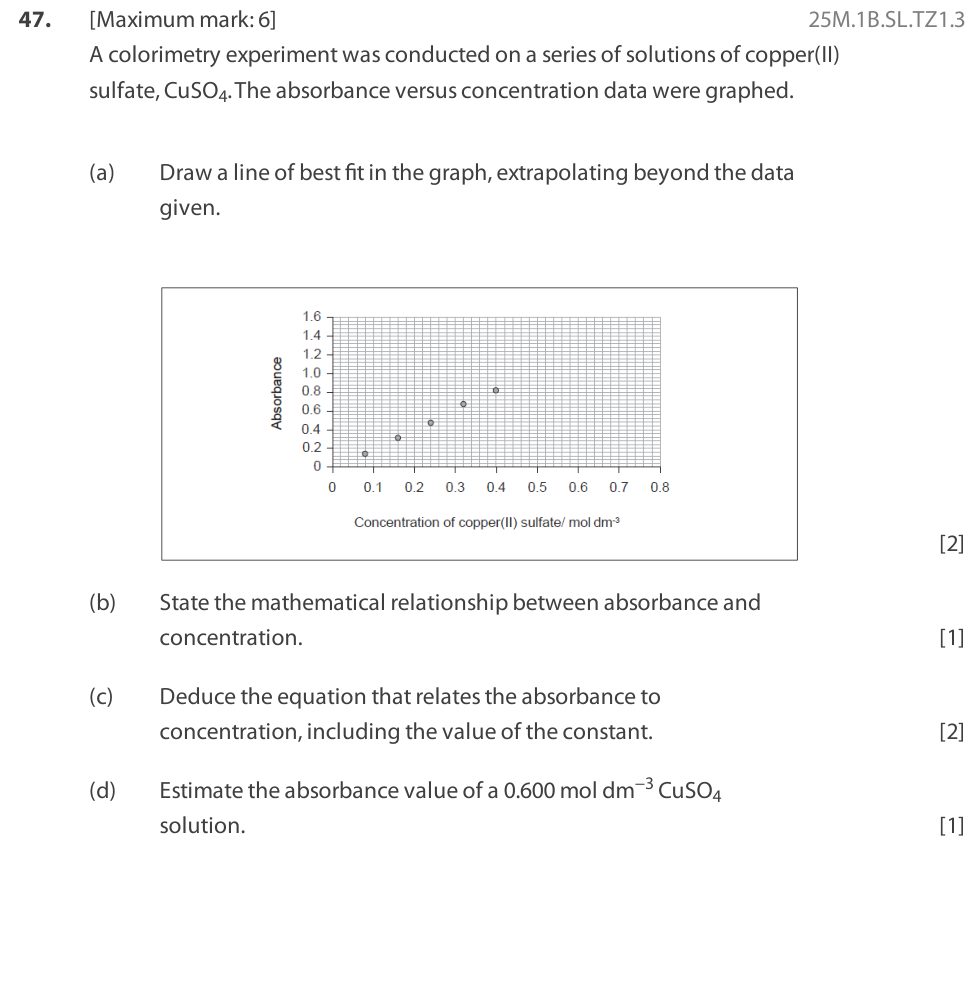 47. [Maximum mark: 6] 25M.1B.SL.TZ1.3
A colorimetry experiment was conducted on a series of solutions of copper(II)
sulfate, CuSO₄. The absorbance versus concentration data were graphed.
(a) Draw a line of best fit in the graph, extrapolating beyond the data
given.
Absorbance
1.6
1.4
1.2
1.0
0.8
0.6
0.4
0.2
0
0 0.1 0.2 0.3 0.4 0.5 0.6 0.7 0.8
Concentration of copper(II) sulfate/ mol dm⁻³
[2]
(b) State the mathematical relationship between absorbance and
concentration. [1]
(c) Deduce the equation that relates the absorbance to
concentration, including the value of the constant. [2]
(d) Estimate the absorbance value of a 0.600 mol dm⁻³ CuSO₄
solution. [1]